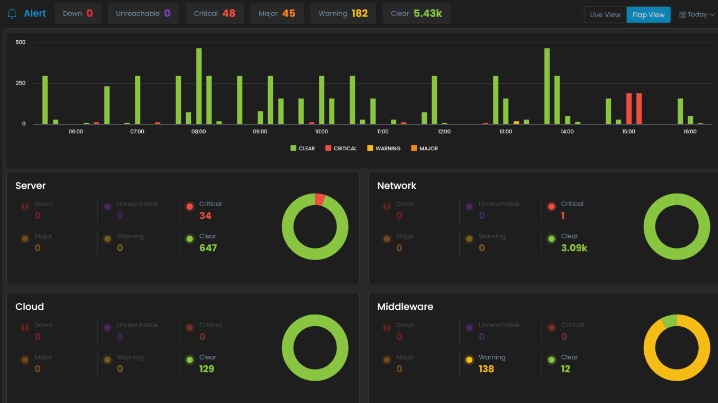 Alert
Down 0
Unreachable 0
Critical 48
Major 45
Warning 182
Clear 5.43k
Live View
Flap View
Today
500
250
0
06:00 07:00 08:00 09:00 10:00 11:00 12:00 13:00 14:00 15:00 16:00
CLEAR CRITICAL WARNING MAJOR
Server
Down Unreachable Critical
0 0 34
Major Warning Clear
0 0 647
Network
Down Unreachable Critical
0 0 1
Major Warning Clear
0 0 3.09k
Cloud
Down Unreachable Critical
0 0 0
Major Warning Clear
0 0 129
Middleware
Down Unreachable Critical
0 0 0
Major Warning Clear
0 138 12